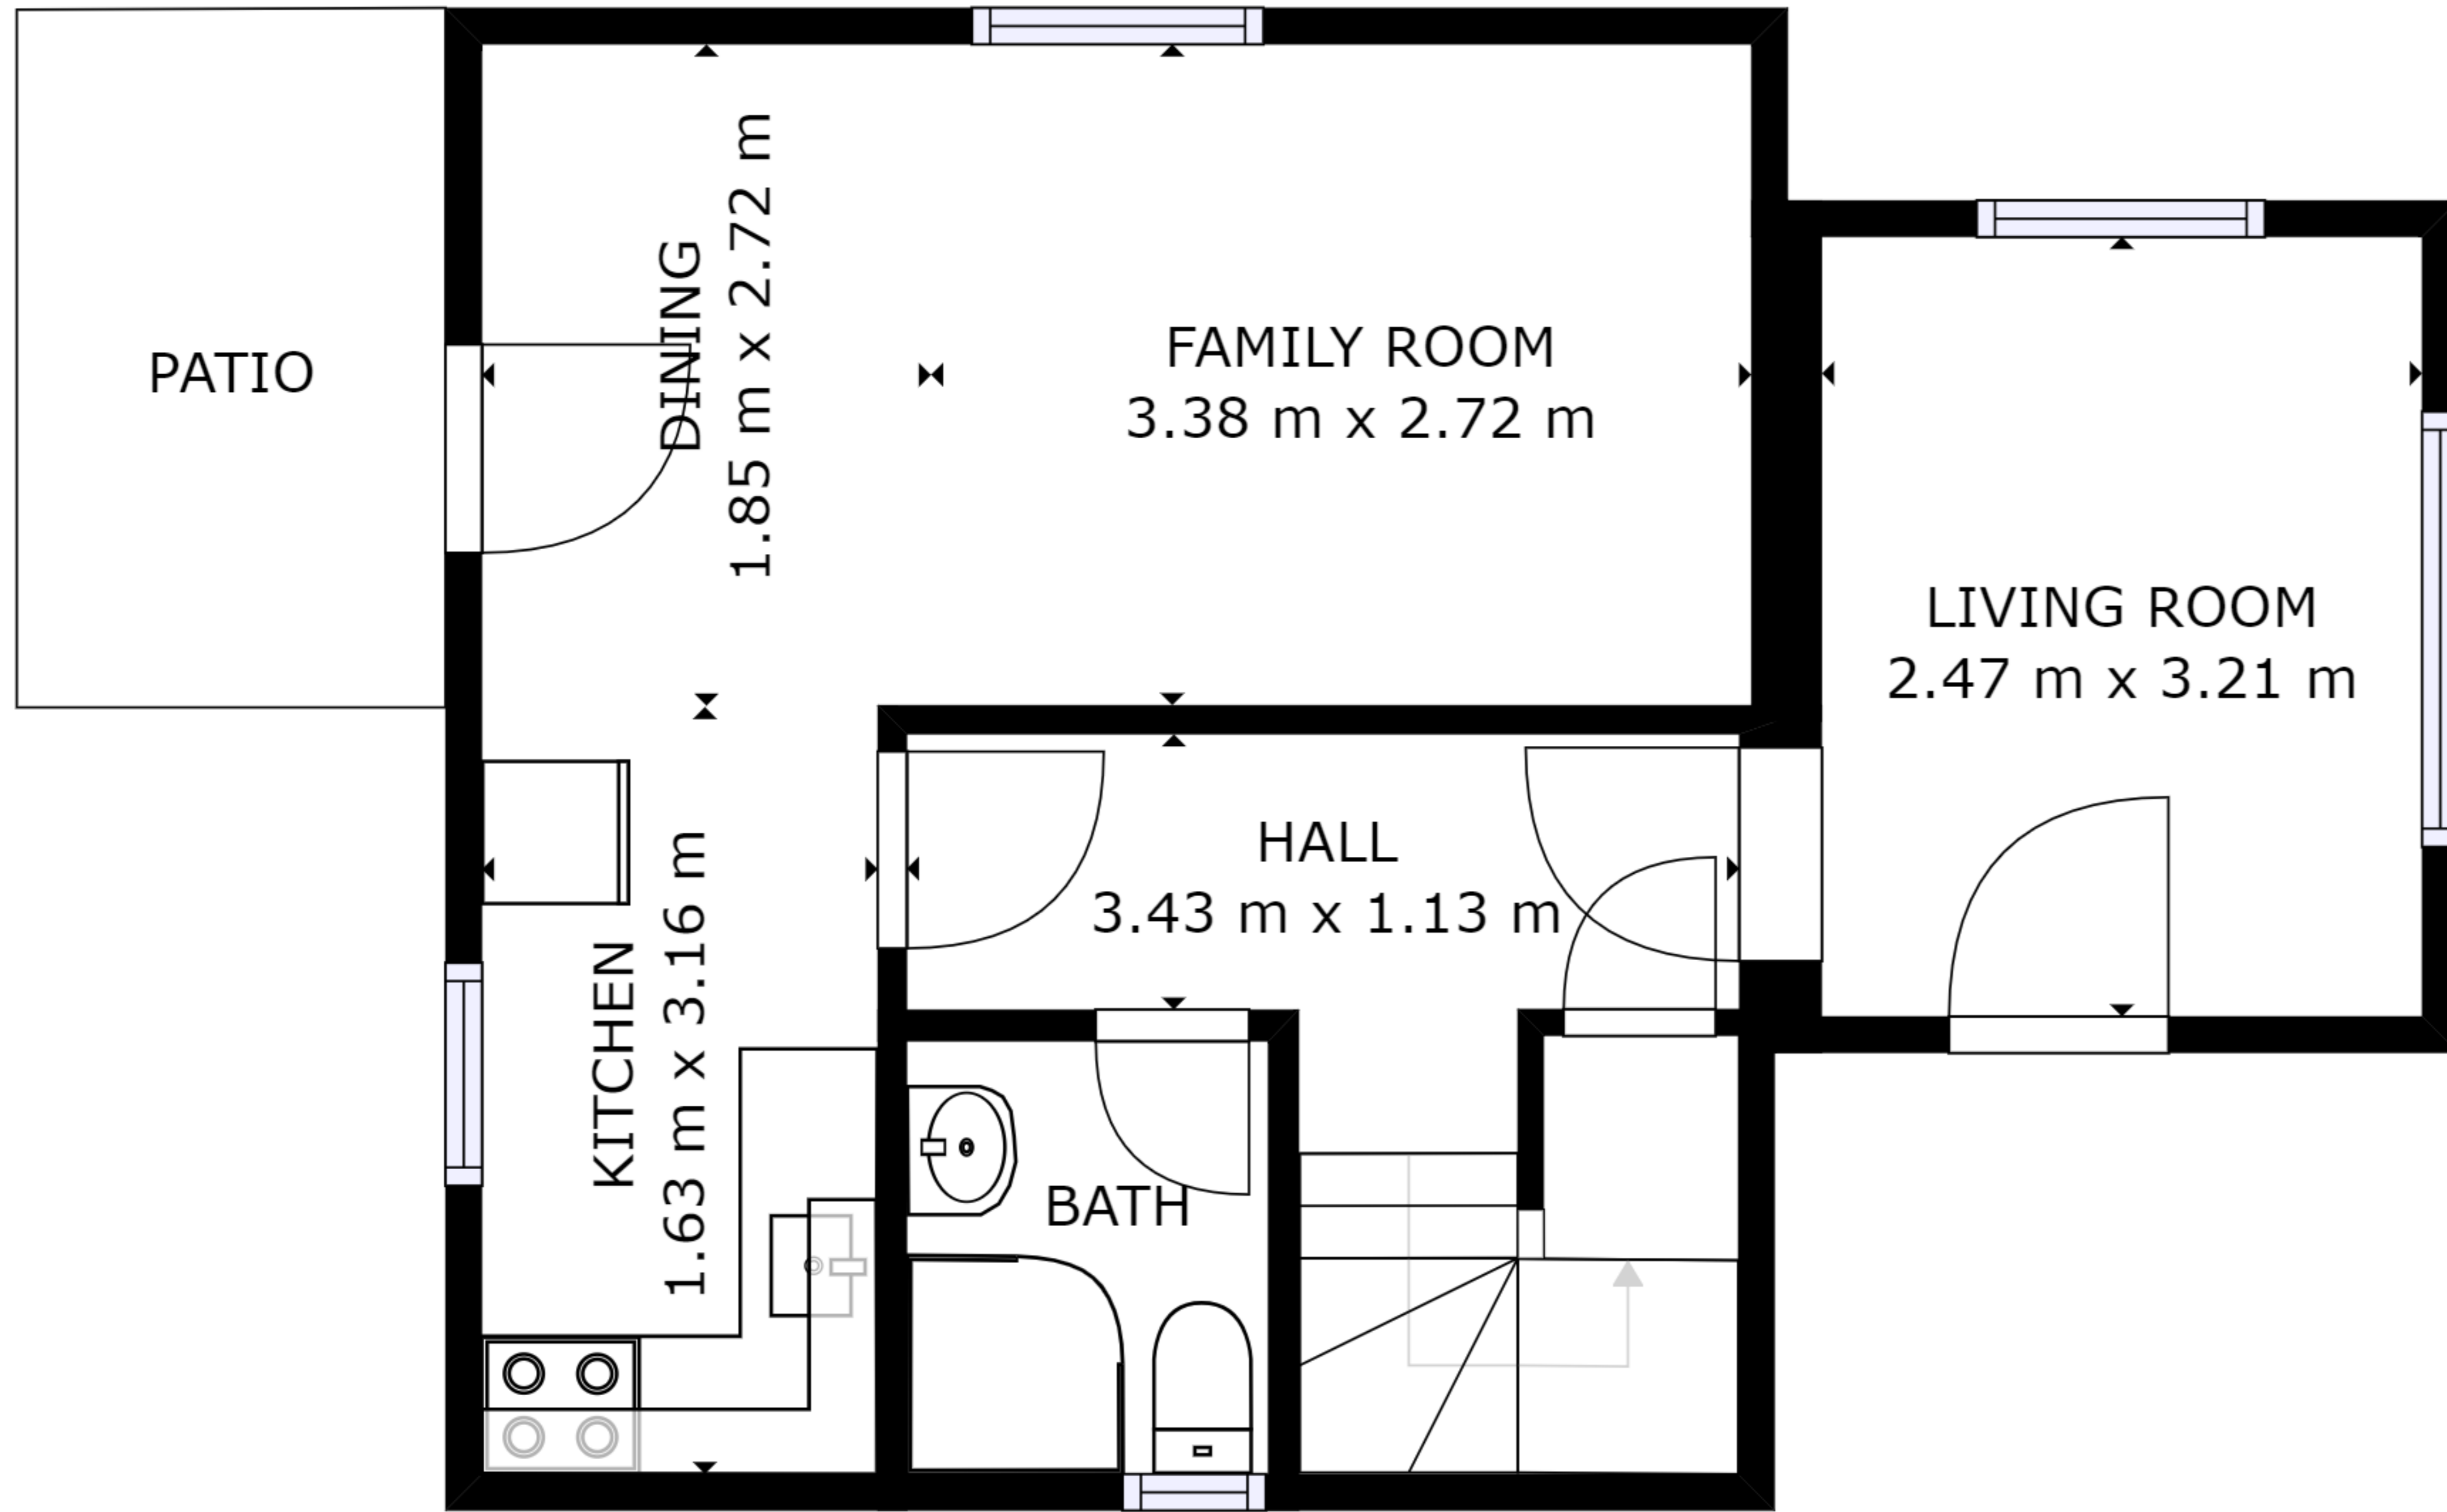 PATIO
DINING
1.85 m x 2.72 m
FAMILY ROOM
3.38 m x 2.72 m
LIVING ROOM
2.47 m x 3.21 m
HALL
3.43 m x 1.13 m
KITCHEN
1.63 m x 3.16 m
BATH